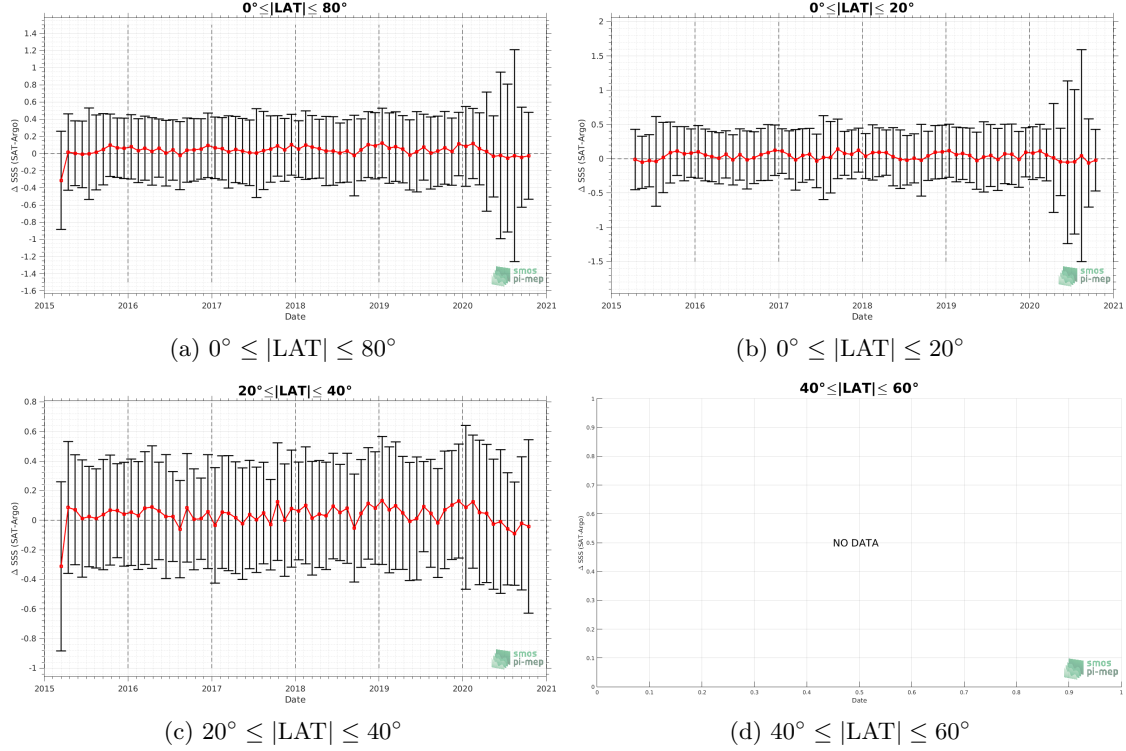 0°≤|LAT|≤ 80°
1.4
1.2
1
0.8
0.6
0.4
0.2
0
-0.2
-0.4
-0.6
-0.8
-1
-1.2
-1.4
-1.6
Δ SSS (SAT-Argo)
2015 2016 2017 2018 2019 2020 2021
Date
smos
pi-mep
(a) 0° ≤ |LAT| ≤ 80°
0°≤|LAT|≤ 20°
2
1.5
1
0.5
0
-0.5
-1
-1.5
Δ SSS (SAT-Argo)
2015 2016 2017 2018 2019 2020 2021
Date
smos
pi-mep
(b) 0° ≤ |LAT| ≤ 20°
20°≤|LAT|≤ 40°
0.8
0.6
0.4
0.2
0
-0.2
-0.4
-0.6
-0.8
-1
Δ SSS (SAT-Argo)
2015 2016 2017 2018 2019 2020 2021
Date
smos
pi-mep
(c) 20° ≤ |LAT| ≤ 40°
40°≤|LAT|≤ 60°
1
0.9
0.8
0.7
0.6
0.5
0.4
0.3
0.2
0.1
0
Δ SSS (SAT-Argo)
NO DATA
0 0.1 0.2 0.3 0.4 0.5 0.6 0.7 0.8 0.9 1
Date
smos
pi-mep
(d) 40° ≤ |LAT| ≤ 60°